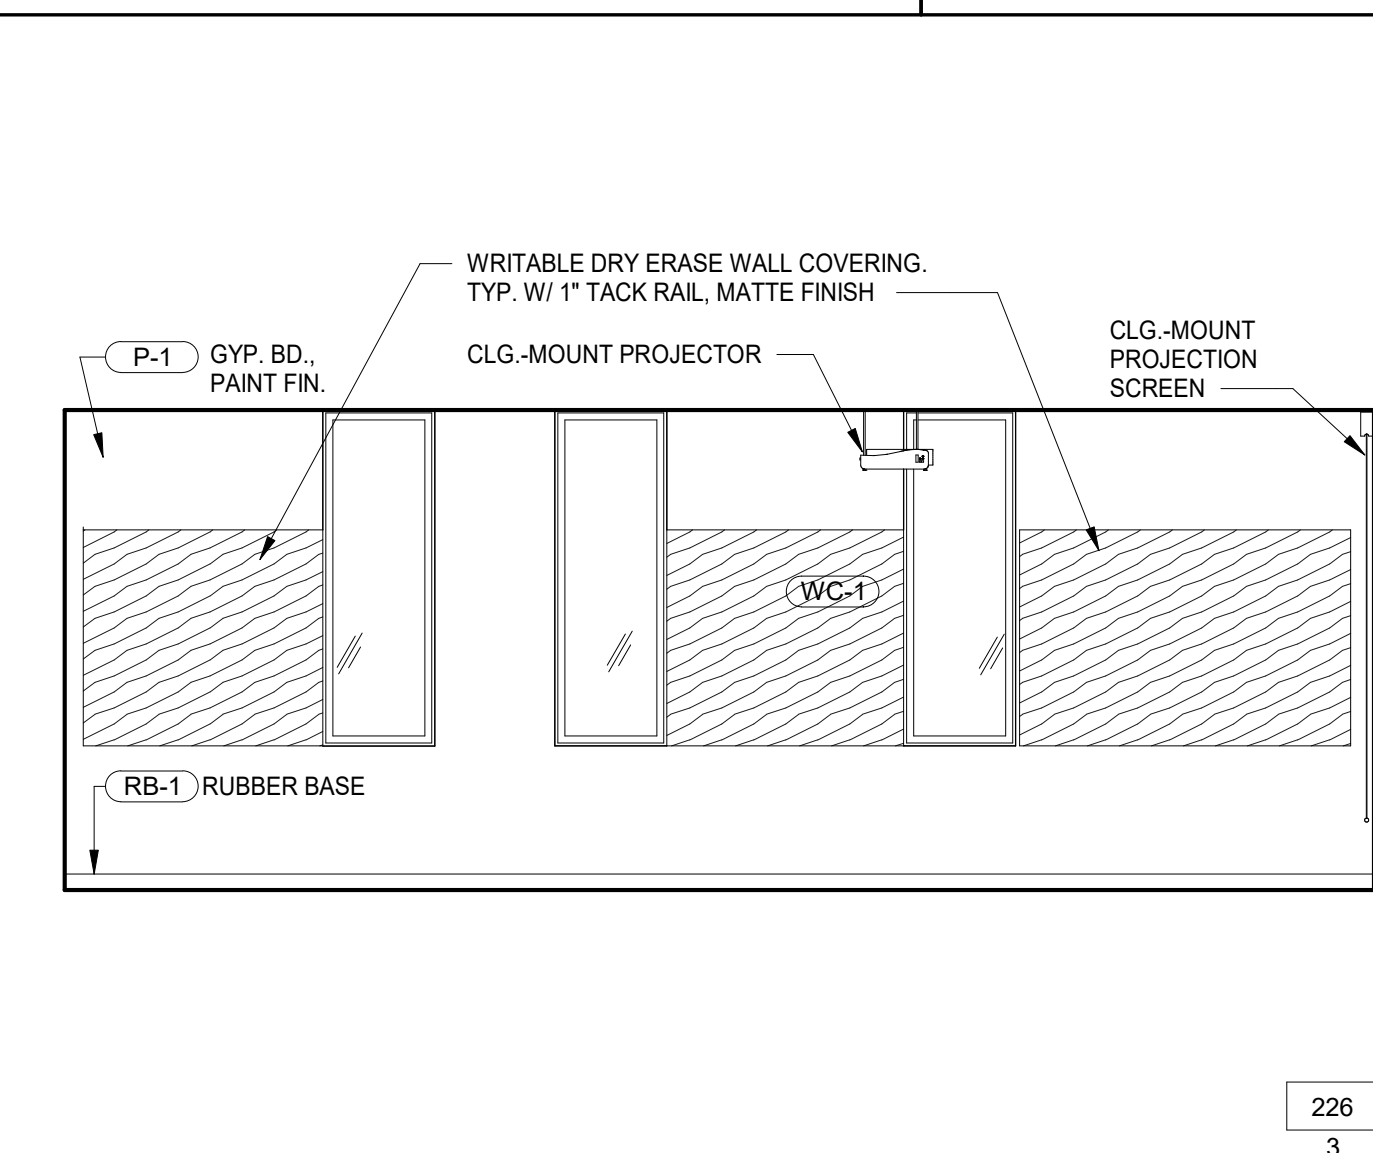 WRITABLE DRY ERASE WALL COVERING.
TYP. W/ 1" TACK RAIL, MATTE FINISH
CLG.-MOUNT
PROJECTION
SCREEN
P-1
GYP. BD.,
PAINT FIN.
CLG.-MOUNT PROJECTOR
WC-1
RB-1
RUBBER BASE
226
3